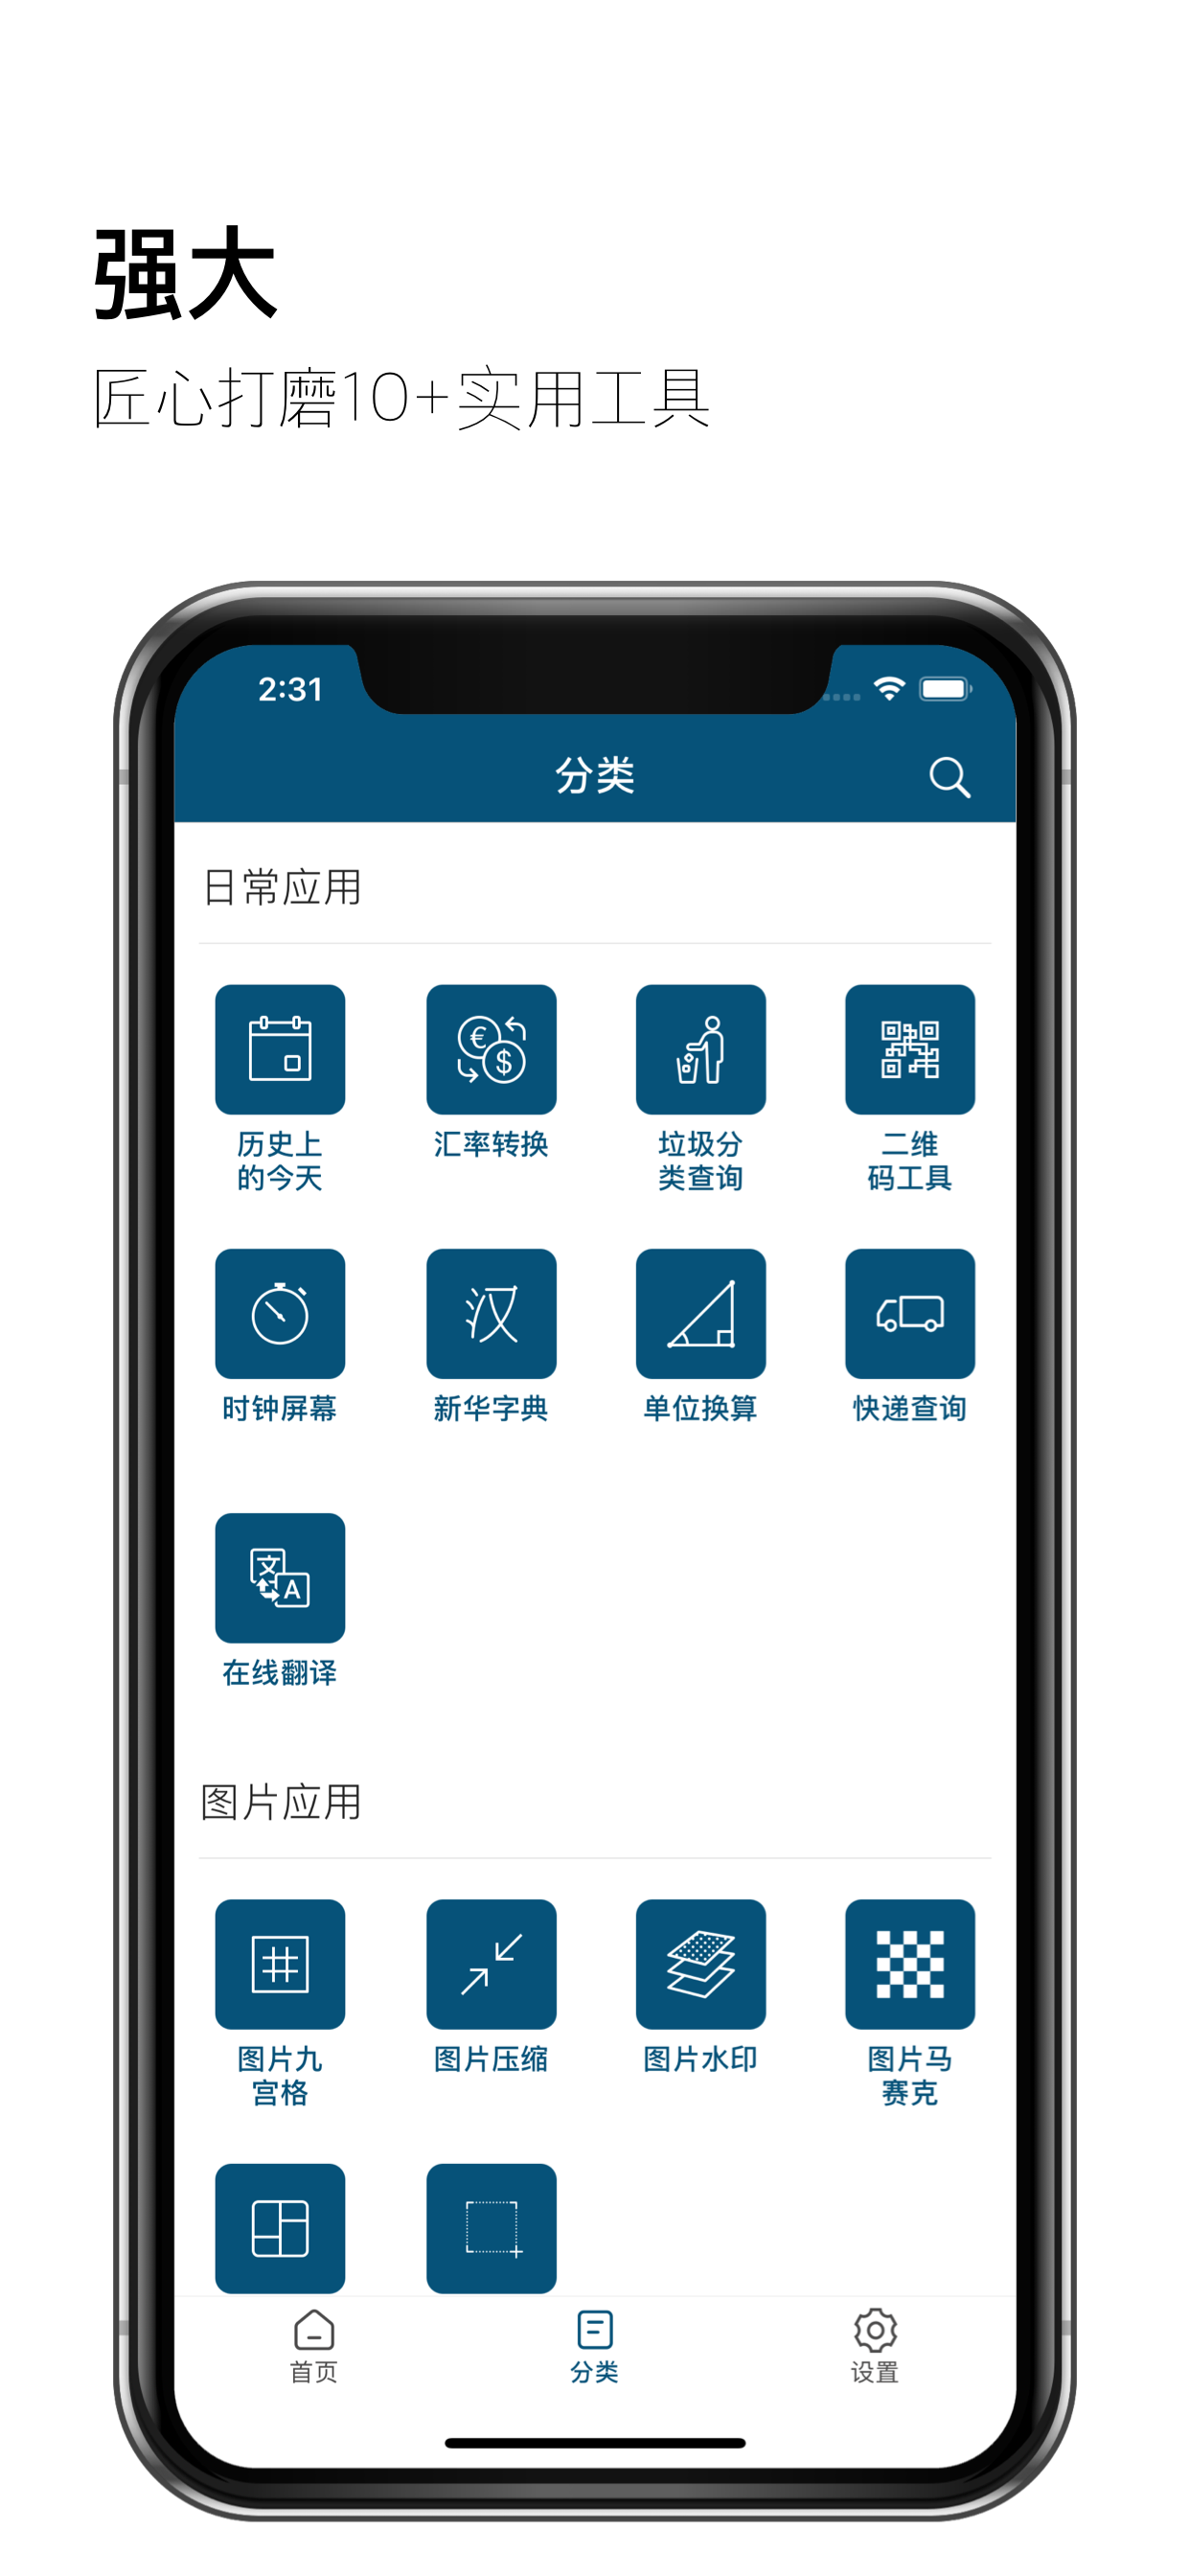 强大
匠心打磨10+实用工具
2:31
分类
日常应用
历史上
的今天
汇率转换
垃圾分
类查询
二维
码工具
汉
时钟屏幕
新华字典
单位换算
快递查询
文
A
在线翻译
图片应用
图片九
宫格
图片压缩
图片水印
图片马
赛克
首页
分类
设置